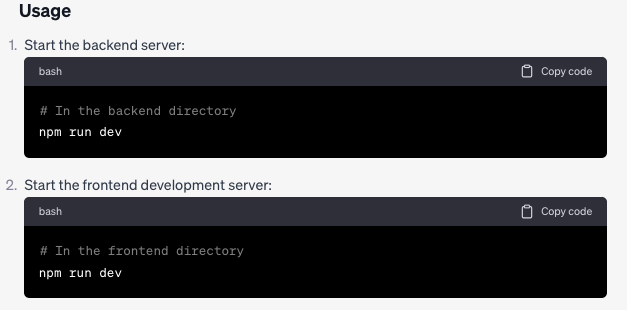 Usage
1. Start the backend server:
bash Copy code
# In the backend directory
npm run dev
2. Start the frontend development server:
bash Copy code
# In the frontend directory
npm run dev